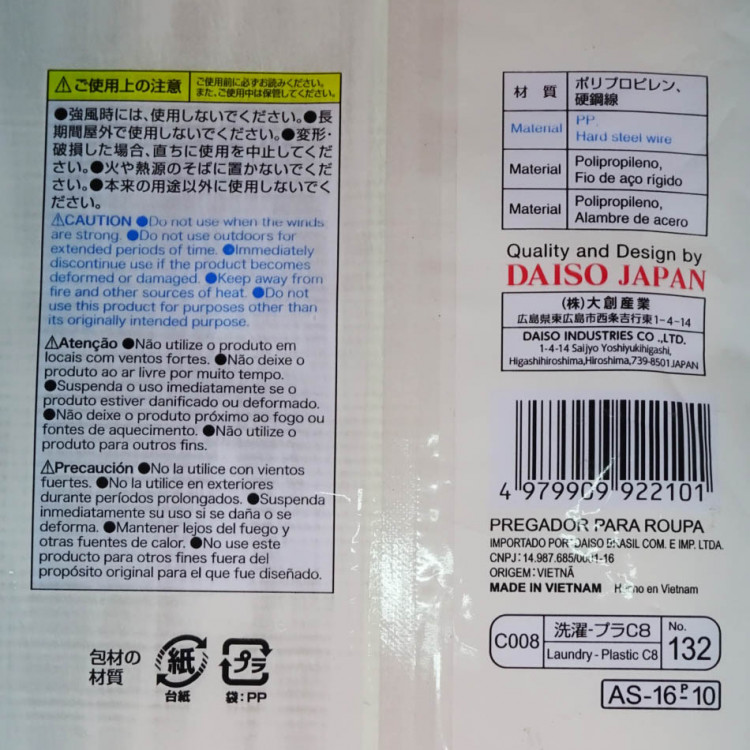 ⚠ご使用上の注意 ご使用前に必ずお読みください。
また、ご使用中は保管してください。
●強風時には、使用しないでください。●長
期間屋外で使用しないでください。●変形・
破損した場合、直ちに使用を中止してくだ
さい。●火や熱源のそばに置かないでくだ
さい。●本来の用途以外に使用しないでく
ださい。
⚠CAUTION ●Do not use when the winds
are strong. ●Do not use outdoors for
extended periods of time. ●Immediately
discontinue use if the product becomes
deformed or damaged. ●Keep away from
fire and other sources of heat. ●Do not
use this product for purposes other than
its originally intended purpose.
⚠Atenção ●Não utilize o produto em
locais com ventos fortes. ●Não deixe o
produto ao ar livre por muito tempo.
●Suspenda o uso imediatamente se o
produto estiver danificado ou deformado.
●Não deixe o produto próximo ao fogo ou
fontes de aquecimento. ●Não utilize o
produto para outros fins.
⚠Precaución ●No la utilice con vientos
fuertes. ●No la utilice en exteriores
durante períodos prolongados. ●Suspenda
inmediatamente su uso si se daña o se
deforma. ●Mantener lejos del fuego y
otras fuentes de calor. ●No use este
producto para otros fines fuera del
propósito original para el que fue diseñado.
包材の
材質
紙
台紙
プラ
袋:PP
材質 ポリプロピレン、
硬鋼線
Material PP,
Hard steel wire
Material Polipropileno,
Fio de aço rígido
Material Polipropileno,
Alambre de acero
Quality and Design by
DAISO JAPAN
(株)大創産業
広島県東広島市西条吉行東1-4-14
DAISO INDUSTRIES CO.,LTD.
1-4-14 Saijyo Yoshiyukihigashi,
Higashihiroshima,Hiroshima,739-8501JAPAN
4 979909 922101
PREGADOR PARA ROUPA
IMPORTADO POR: DAISO BRASIL COM. E IMP. LTDA.
CNPJ: 14.987.685/0001-16
ORIGEM: VIETNÃ
MADE IN VIETNAM Hecho en Vietnam
C008 洗濯-プラC8 No.
Laundry-Plastic C8 132
AS-16P-10